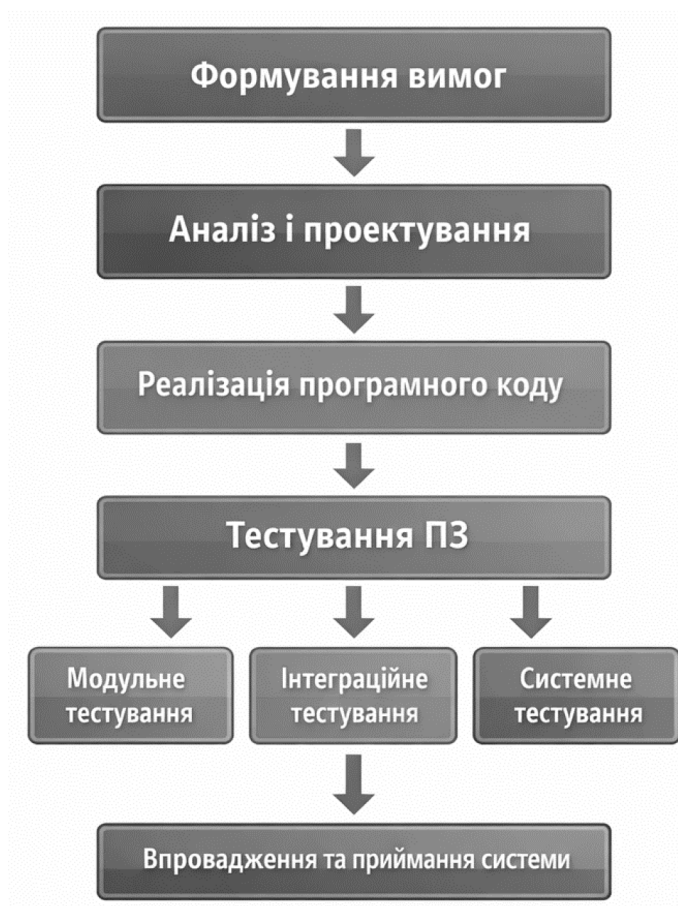 Формування вимог
Аналіз і проектування
Реалізація програмного коду
Тестування ПЗ
Модульне
тестування
Інтеграційне
тестування
Системне
тестування
Впровадження та приймання системи